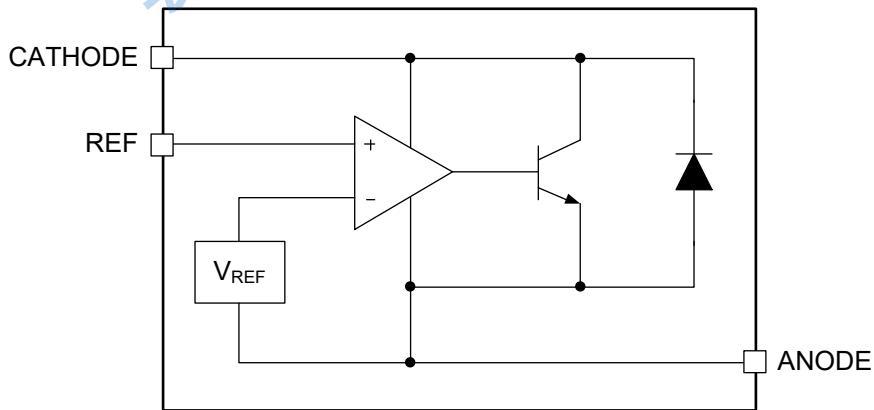 CATHODE
REF
+
−
VREF
ANODE